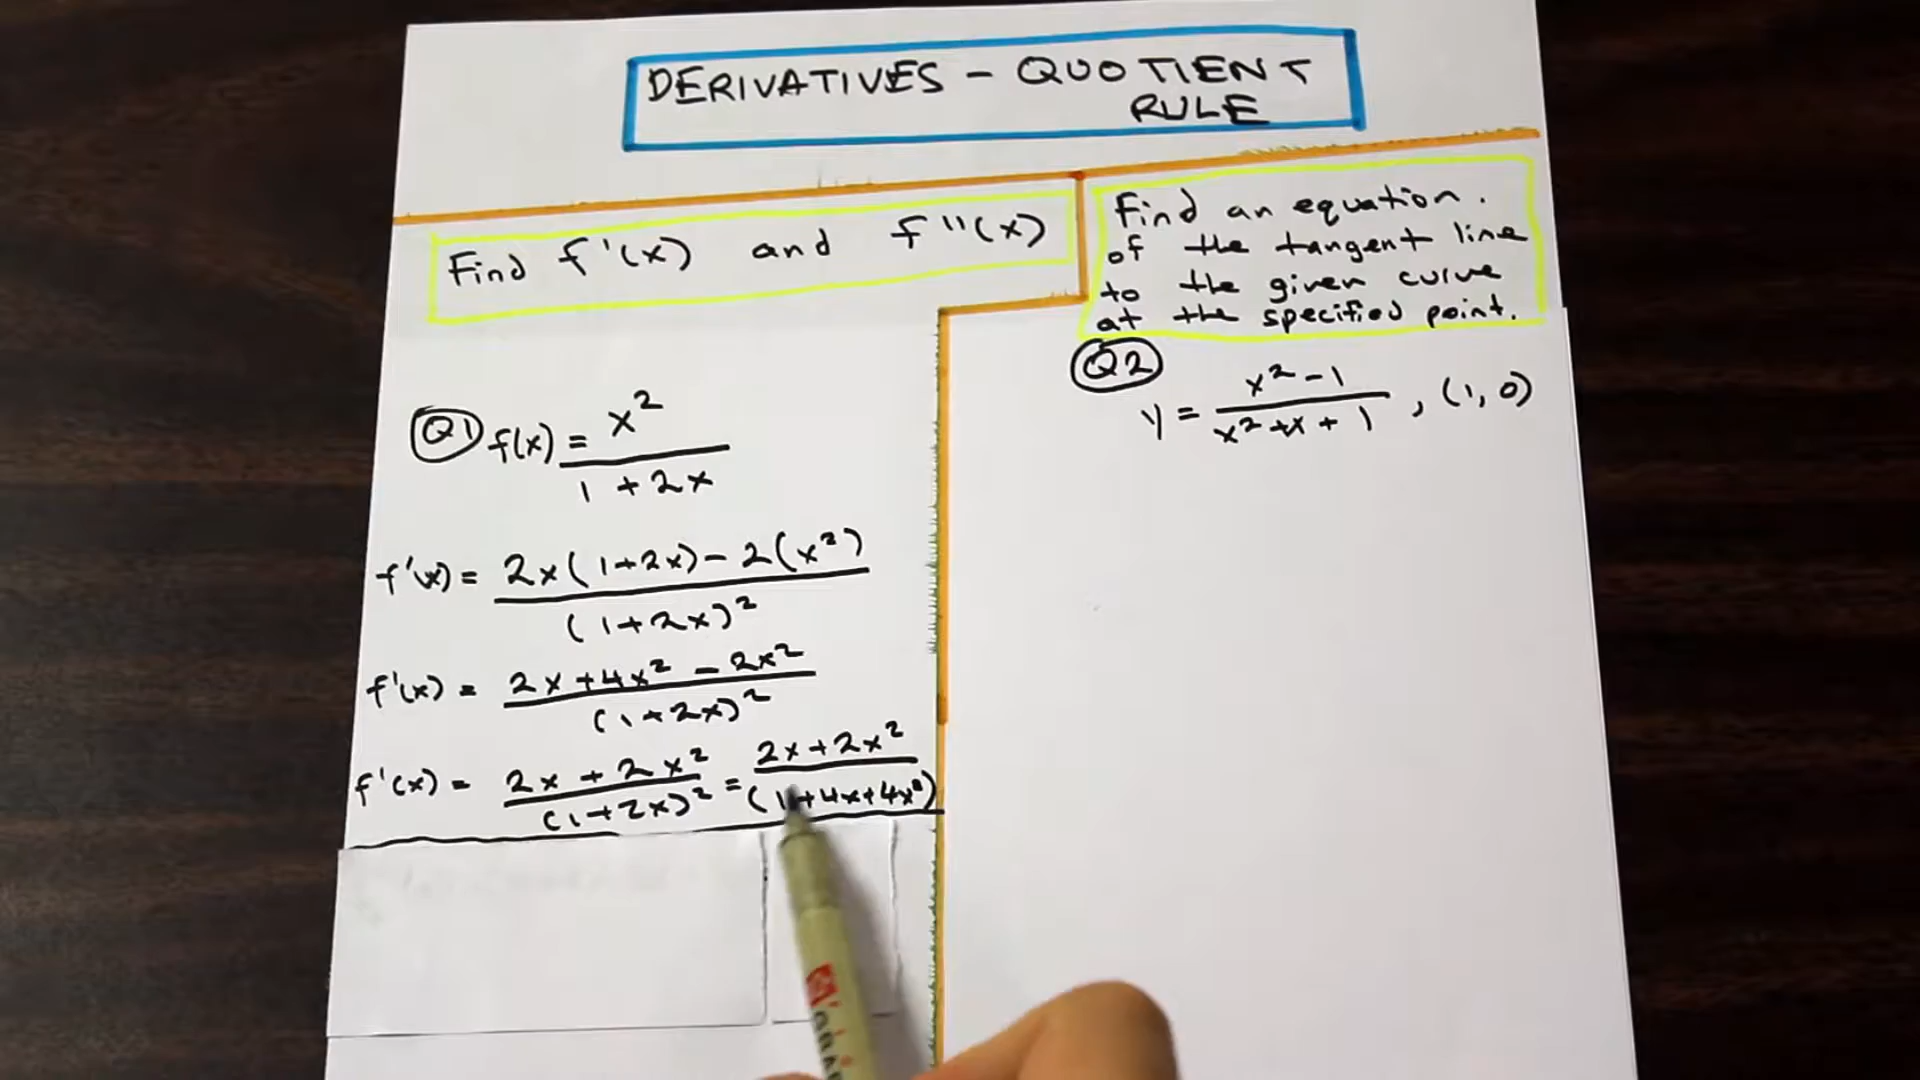 DERIVATIVES - QUOTIENT
RULE
Find f'(x) and f''(x)
Find an equation.
of the tangent line
to the given curve
at the specified point.
Q1 f(x) = x²
1 + 2x
f'(x) = 2x(1+2x) - 2(x²)
(1+2x)²
f'(x) = 2x + 4x² - 2x²
(1+2x)²
f'(x) = 2x + 2x² = 2x + 2x²
(1+2x)² (1+4x+4x²)
Q2
y = x² - 1 , (1, 0)
x² + x + 1